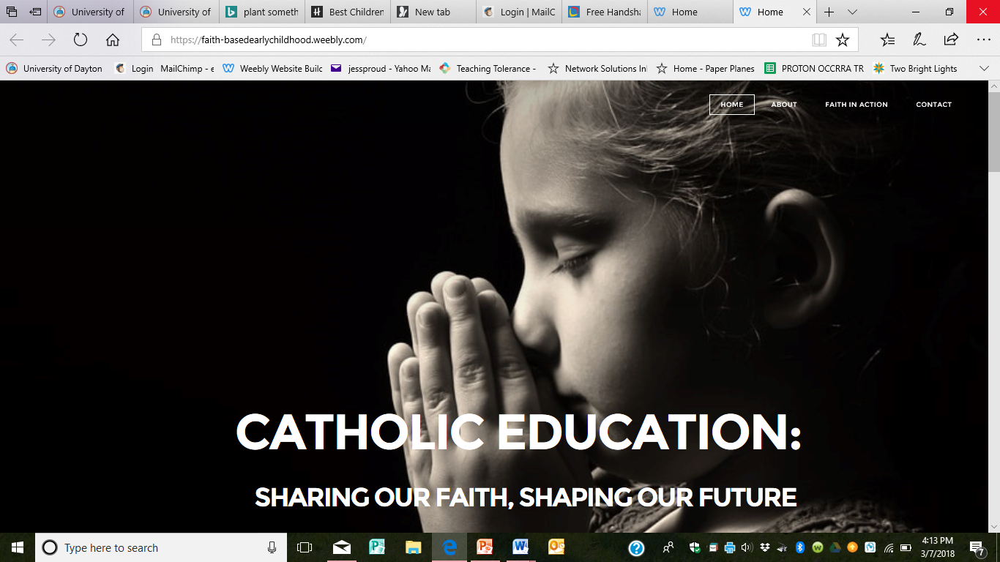 University of
University of
plant someth
Best Children
New tab
Login | MailC
Free Handsha
Home
Home
https://faith-basedearlychildhood.weebly.com/
University of Dayton
Login MailChimp - e
Weebly Website Builc
jessproud - Yahoo Ma
Teaching Tolerance -
Network Solutions In
Home - Paper Planes
PROTON OCCRRA TR
Two Bright Lights
HOME
ABOUT
FAITH IN ACTION
CONTACT
CATHOLIC EDUCATION:
SHARING OUR FAITH, SHAPING OUR FUTURE
Type here to search
4:13 PM
3/7/2018
7